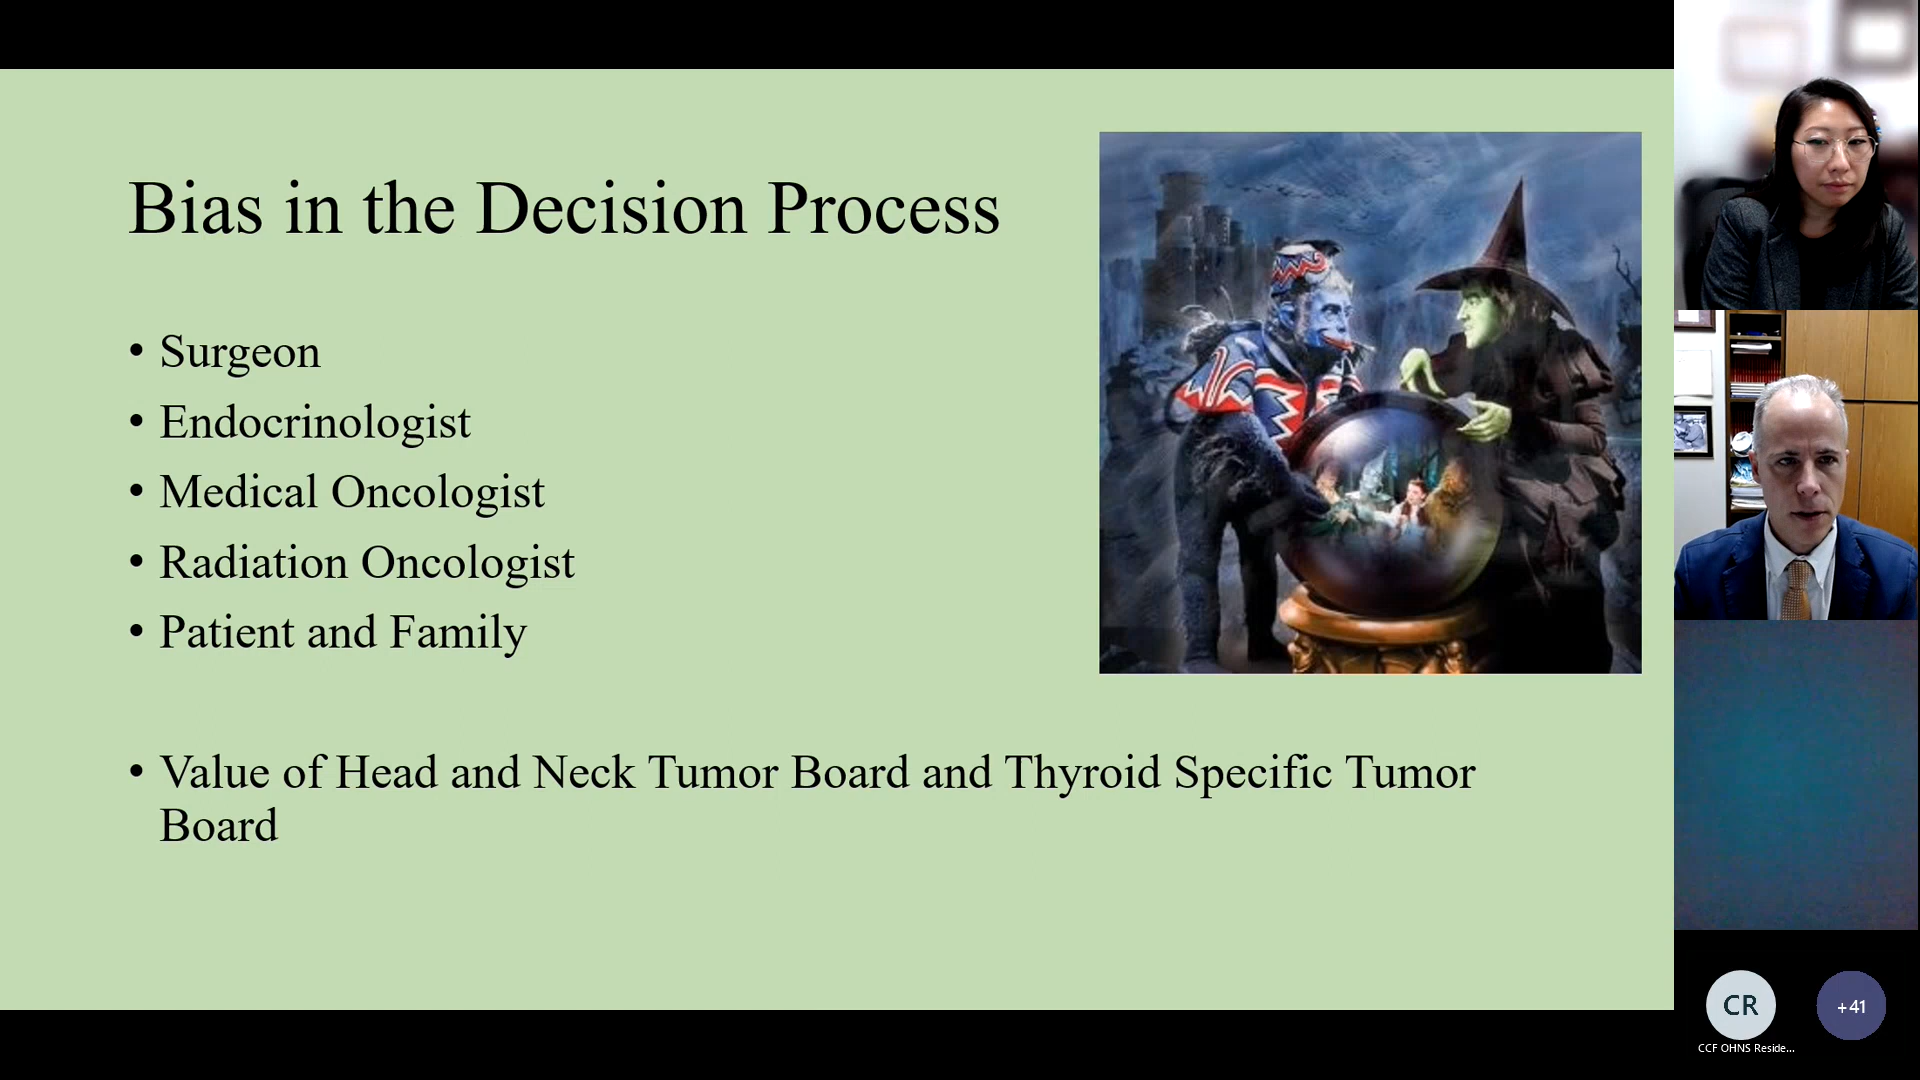 Bias in the Decision Process
• Surgeon
• Endocrinologist
• Medical Oncologist
• Radiation Oncologist
• Patient and Family
• Value of Head and Neck Tumor Board and Thyroid Specific Tumor
Board
CR
+41
CCF OHNS Reside...